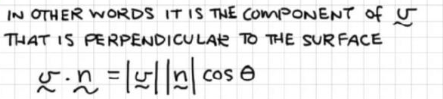 IN OTHER WORDS IT IS THE COMPONENT of v
THAT IS PERPENDICULAR TO THE SURFACE
v · n = |v| |n| cos θ